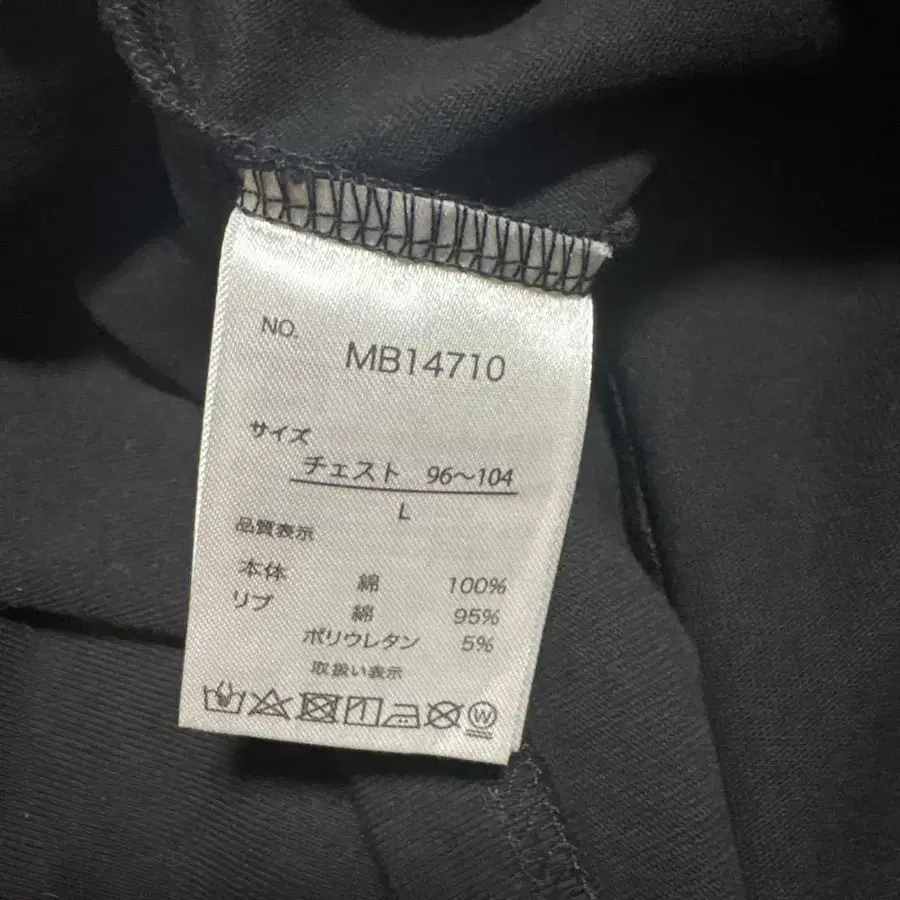 NO.
MB14710
サイズ
チェスト 96～104
L
品質表示
本体 綿 100%
リブ 綿 95%
ポリウレタン 5%
取扱い表示
W